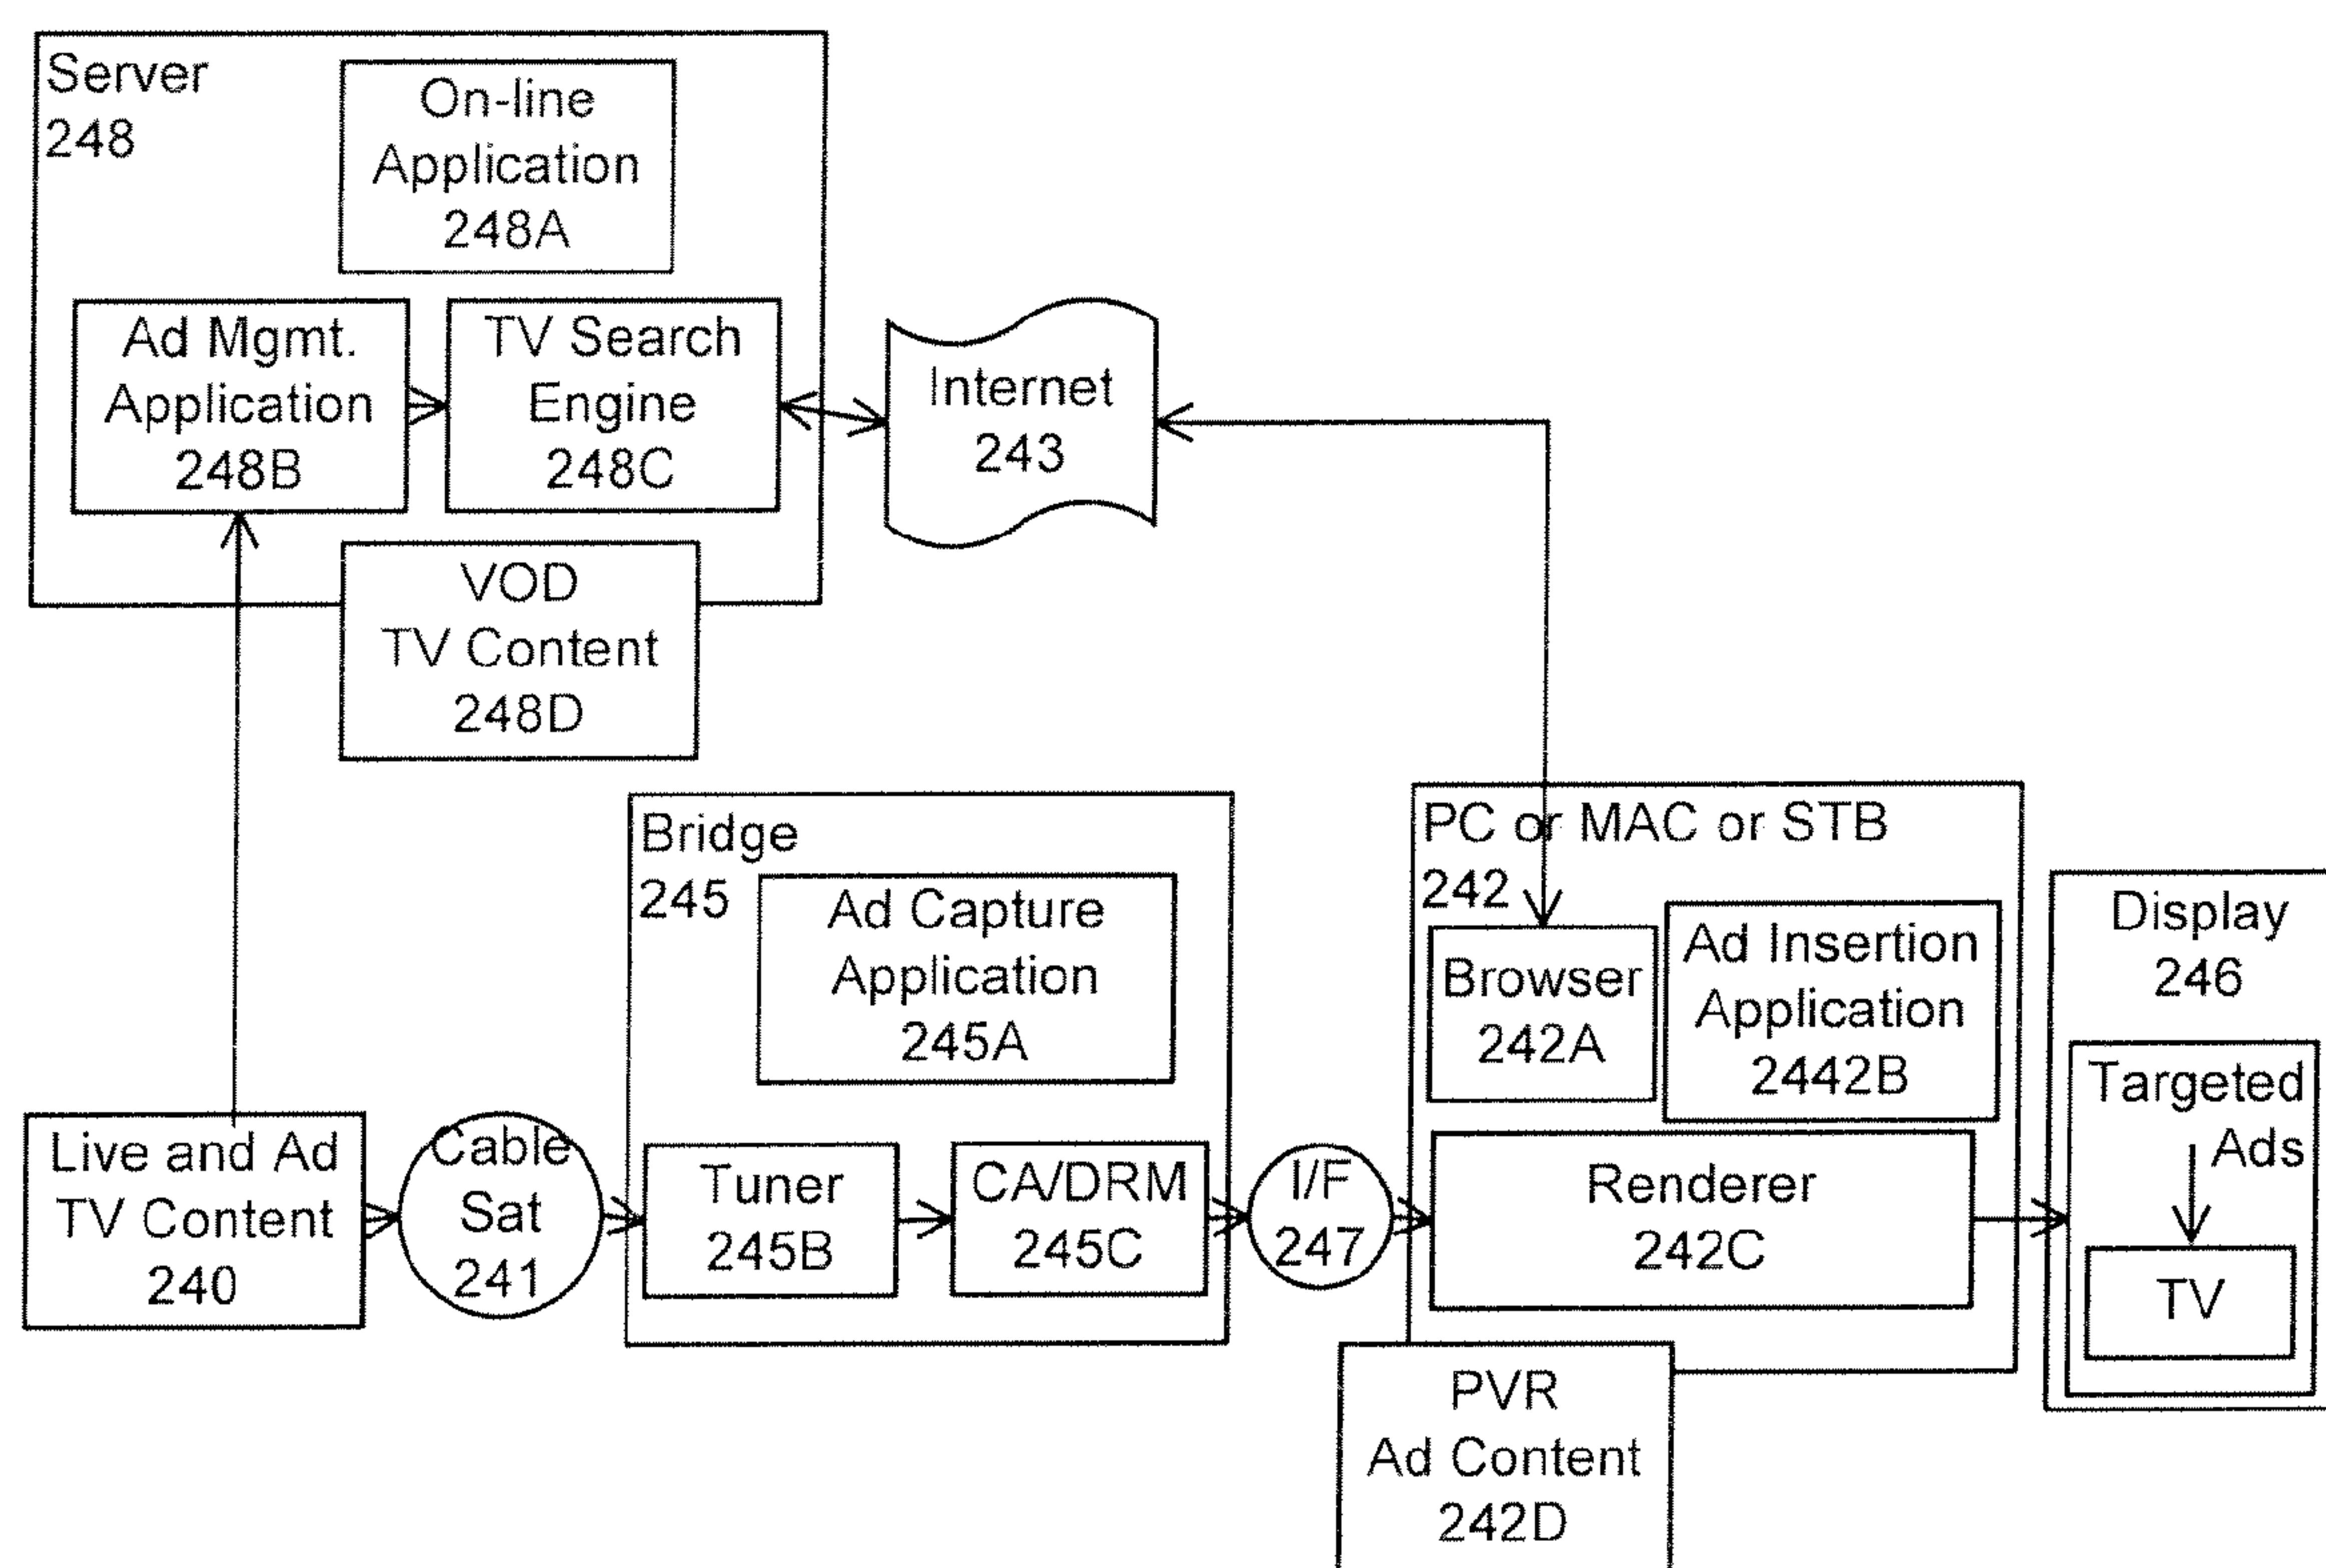 Server
248
On-line
Application
248A
Ad Mgmt.
Application
248B
TV Search
Engine
248C
Internet
243
VOD
TV Content
248D
Bridge
245
Ad Capture
Application
245A
PC or MAC or STB
242
Browser
242A
Ad Insertion
Application
2442B
Display
246
Targeted
Ads
TV
Live and Ad
TV Content
240
Cable
Sat
241
Tuner
245B
CA/DRM
245C
I/F
247
Renderer
242C
PVR
Ad Content
242D